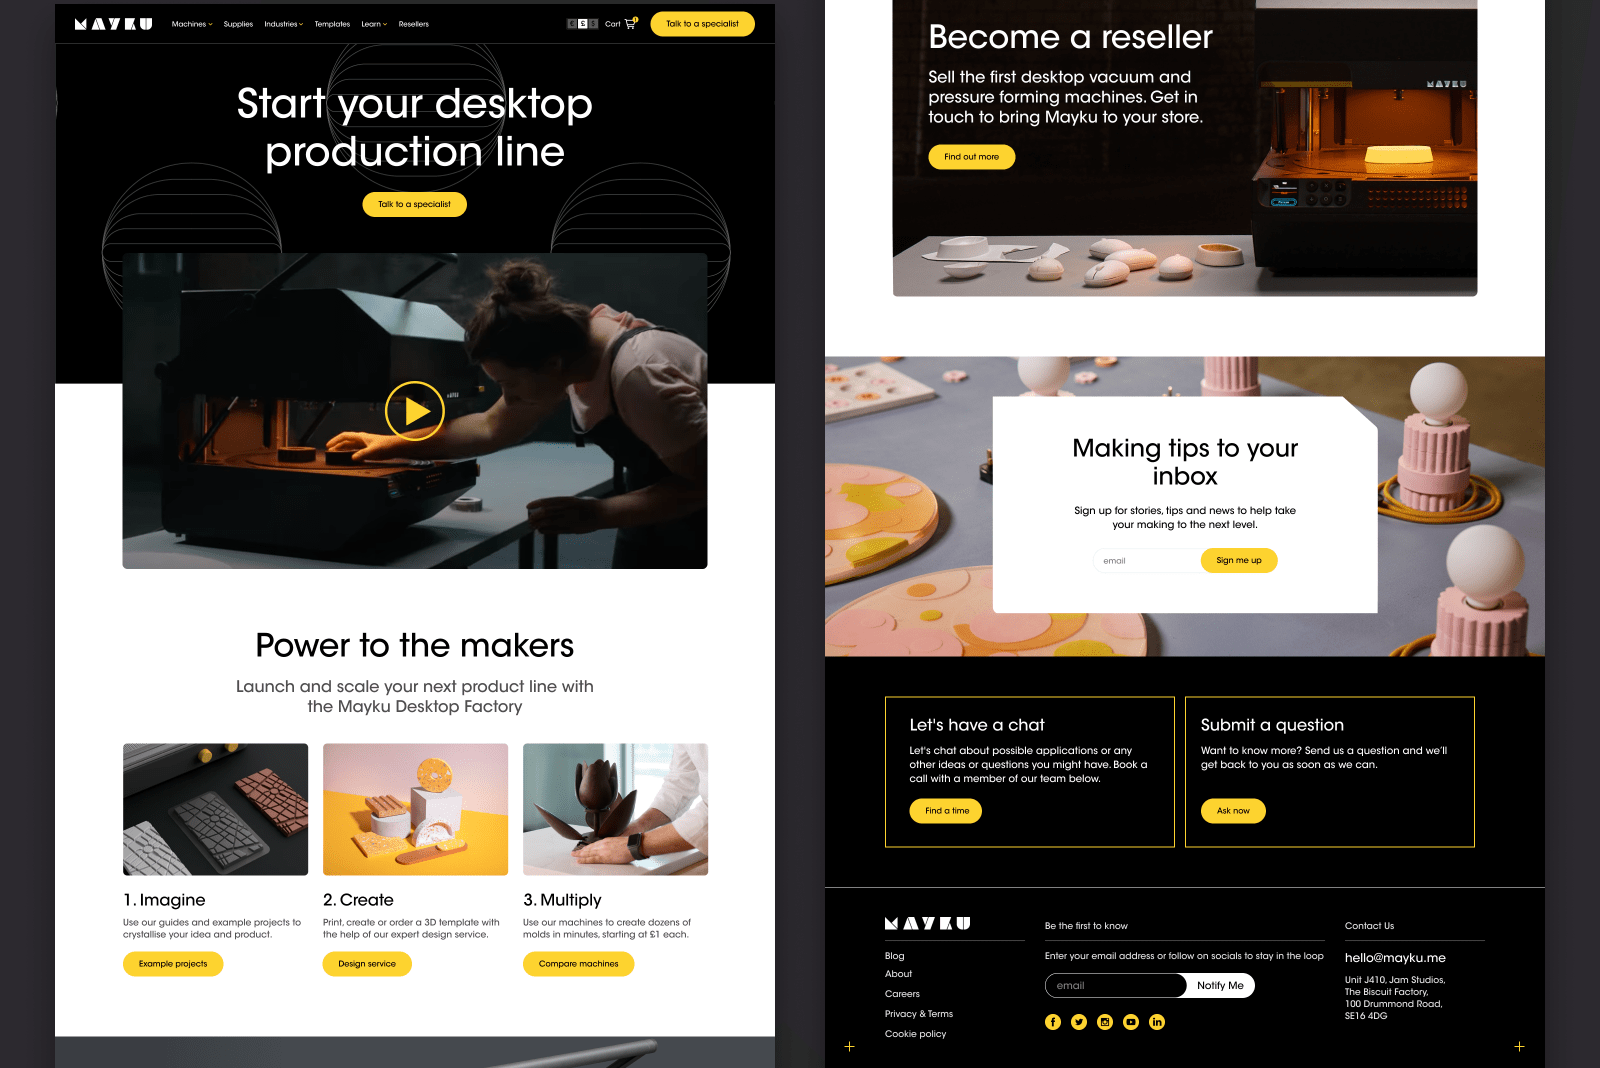 MAYKU
Machines
Supplies
Industries
Templates
Learn
Resellers
€ £ $
Cart
Talk to a specialist
Start your desktop
production line
Talk to a specialist
Power to the makers
Launch and scale your next product line with
the Mayku Desktop Factory
1. Imagine
Use our guides and example projects to
crystallise your idea and product.
Example projects
2. Create
Print, create or order a 3D template with
the help of our expert design service.
Design service
3. Multiply
Use our machines to create dozens of
molds in minutes, starting at £1 each.
Compare machines
Become a reseller
Sell the first desktop vacuum and
pressure forming machines. Get in
touch to bring Mayku to your store.
Find out more
MAYKU
Making tips to your
inbox
Sign up for stories, tips and news to help take
your making to the next level.
email
Sign me up
Let's have a chat
Let's chat about possible applications or any
other ideas or questions you might have. Book a
call with a member of our team below.
Find a time
Submit a question
Want to know more? Send us a question and we'll
get back to you as soon as we can.
Ask now
MAYKU
Blog
About
Careers
Privacy & Terms
Cookie policy
Be the first to know
Enter your email address or follow on socials to stay in the loop
email
Notify Me
Contact Us
hello@mayku.me
Unit J410, Jam Studios,
The Biscuit Factory,
100 Drummond Road,
SE16 4DG